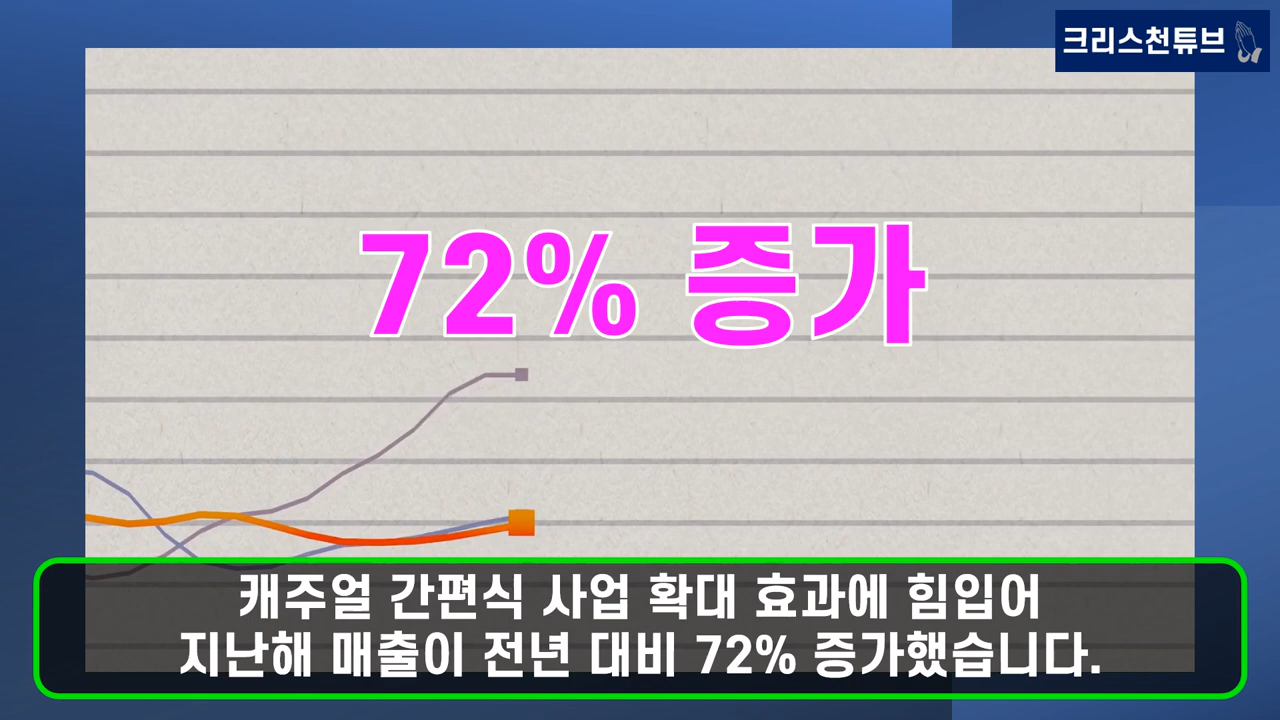 크리스천튜브
72% 증가
캐주얼 간편식 사업 확대 효과에 힘입어
지난해 매출이 전년 대비 72% 증가했습니다.